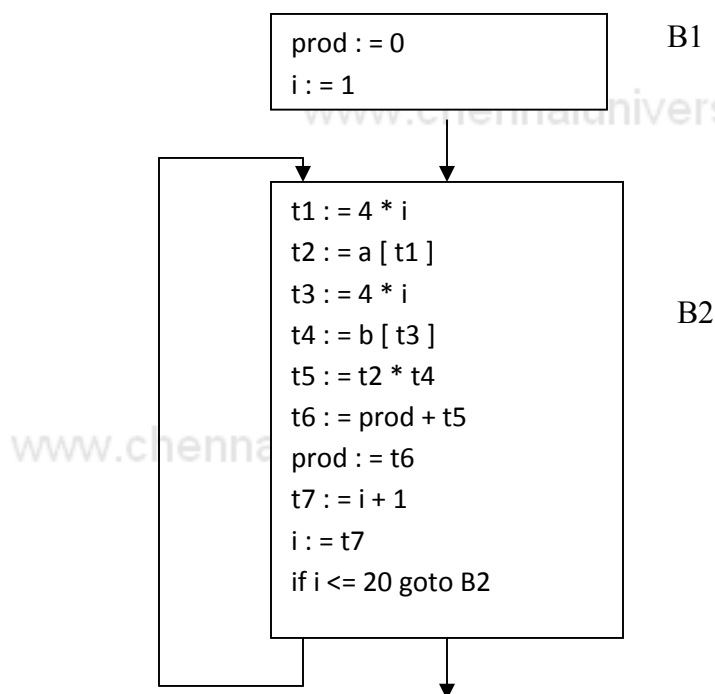 prod : = 0
i : = 1
B1
www.chennaiunivers
t1 : = 4 * i
t2 : = a [ t1 ]
t3 : = 4 * i
t4 : = b [ t3 ]
t5 : = t2 * t4
t6 : = prod + t5
prod : = t6
t7 : = i + 1
i : = t7
if i <= 20 goto B2
B2
www.chenna